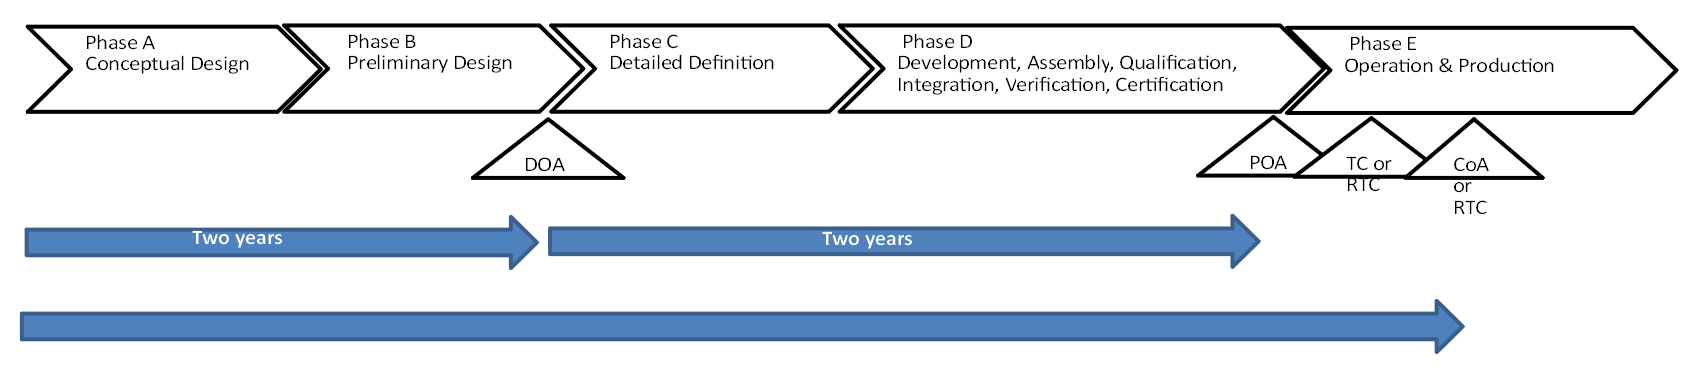 Phase A
Conceptual Design
Phase B
Preliminary Design
Phase C
Detailed Definition
Phase D
Development, Assembly, Qualification,
Integration, Verification, Certification
Phase E
Operation & Production
DOA
POA
TC or
RTC
CoA
or
RTC
Two years
Two years